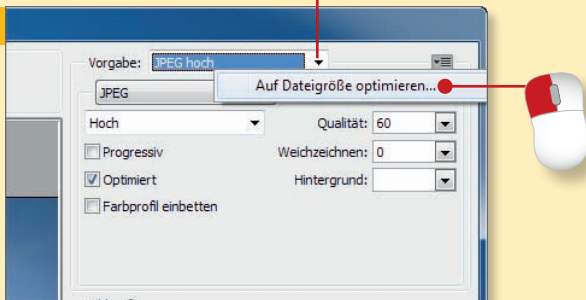 Vorgabe: JPEG hoch
Auf Dateigröße optimieren...
JPEG
Hoch
Qualität: 60
Progressiv
Weichzeichnen: 0
Optimiert
Hintergrund:
Farbprofil einbetten